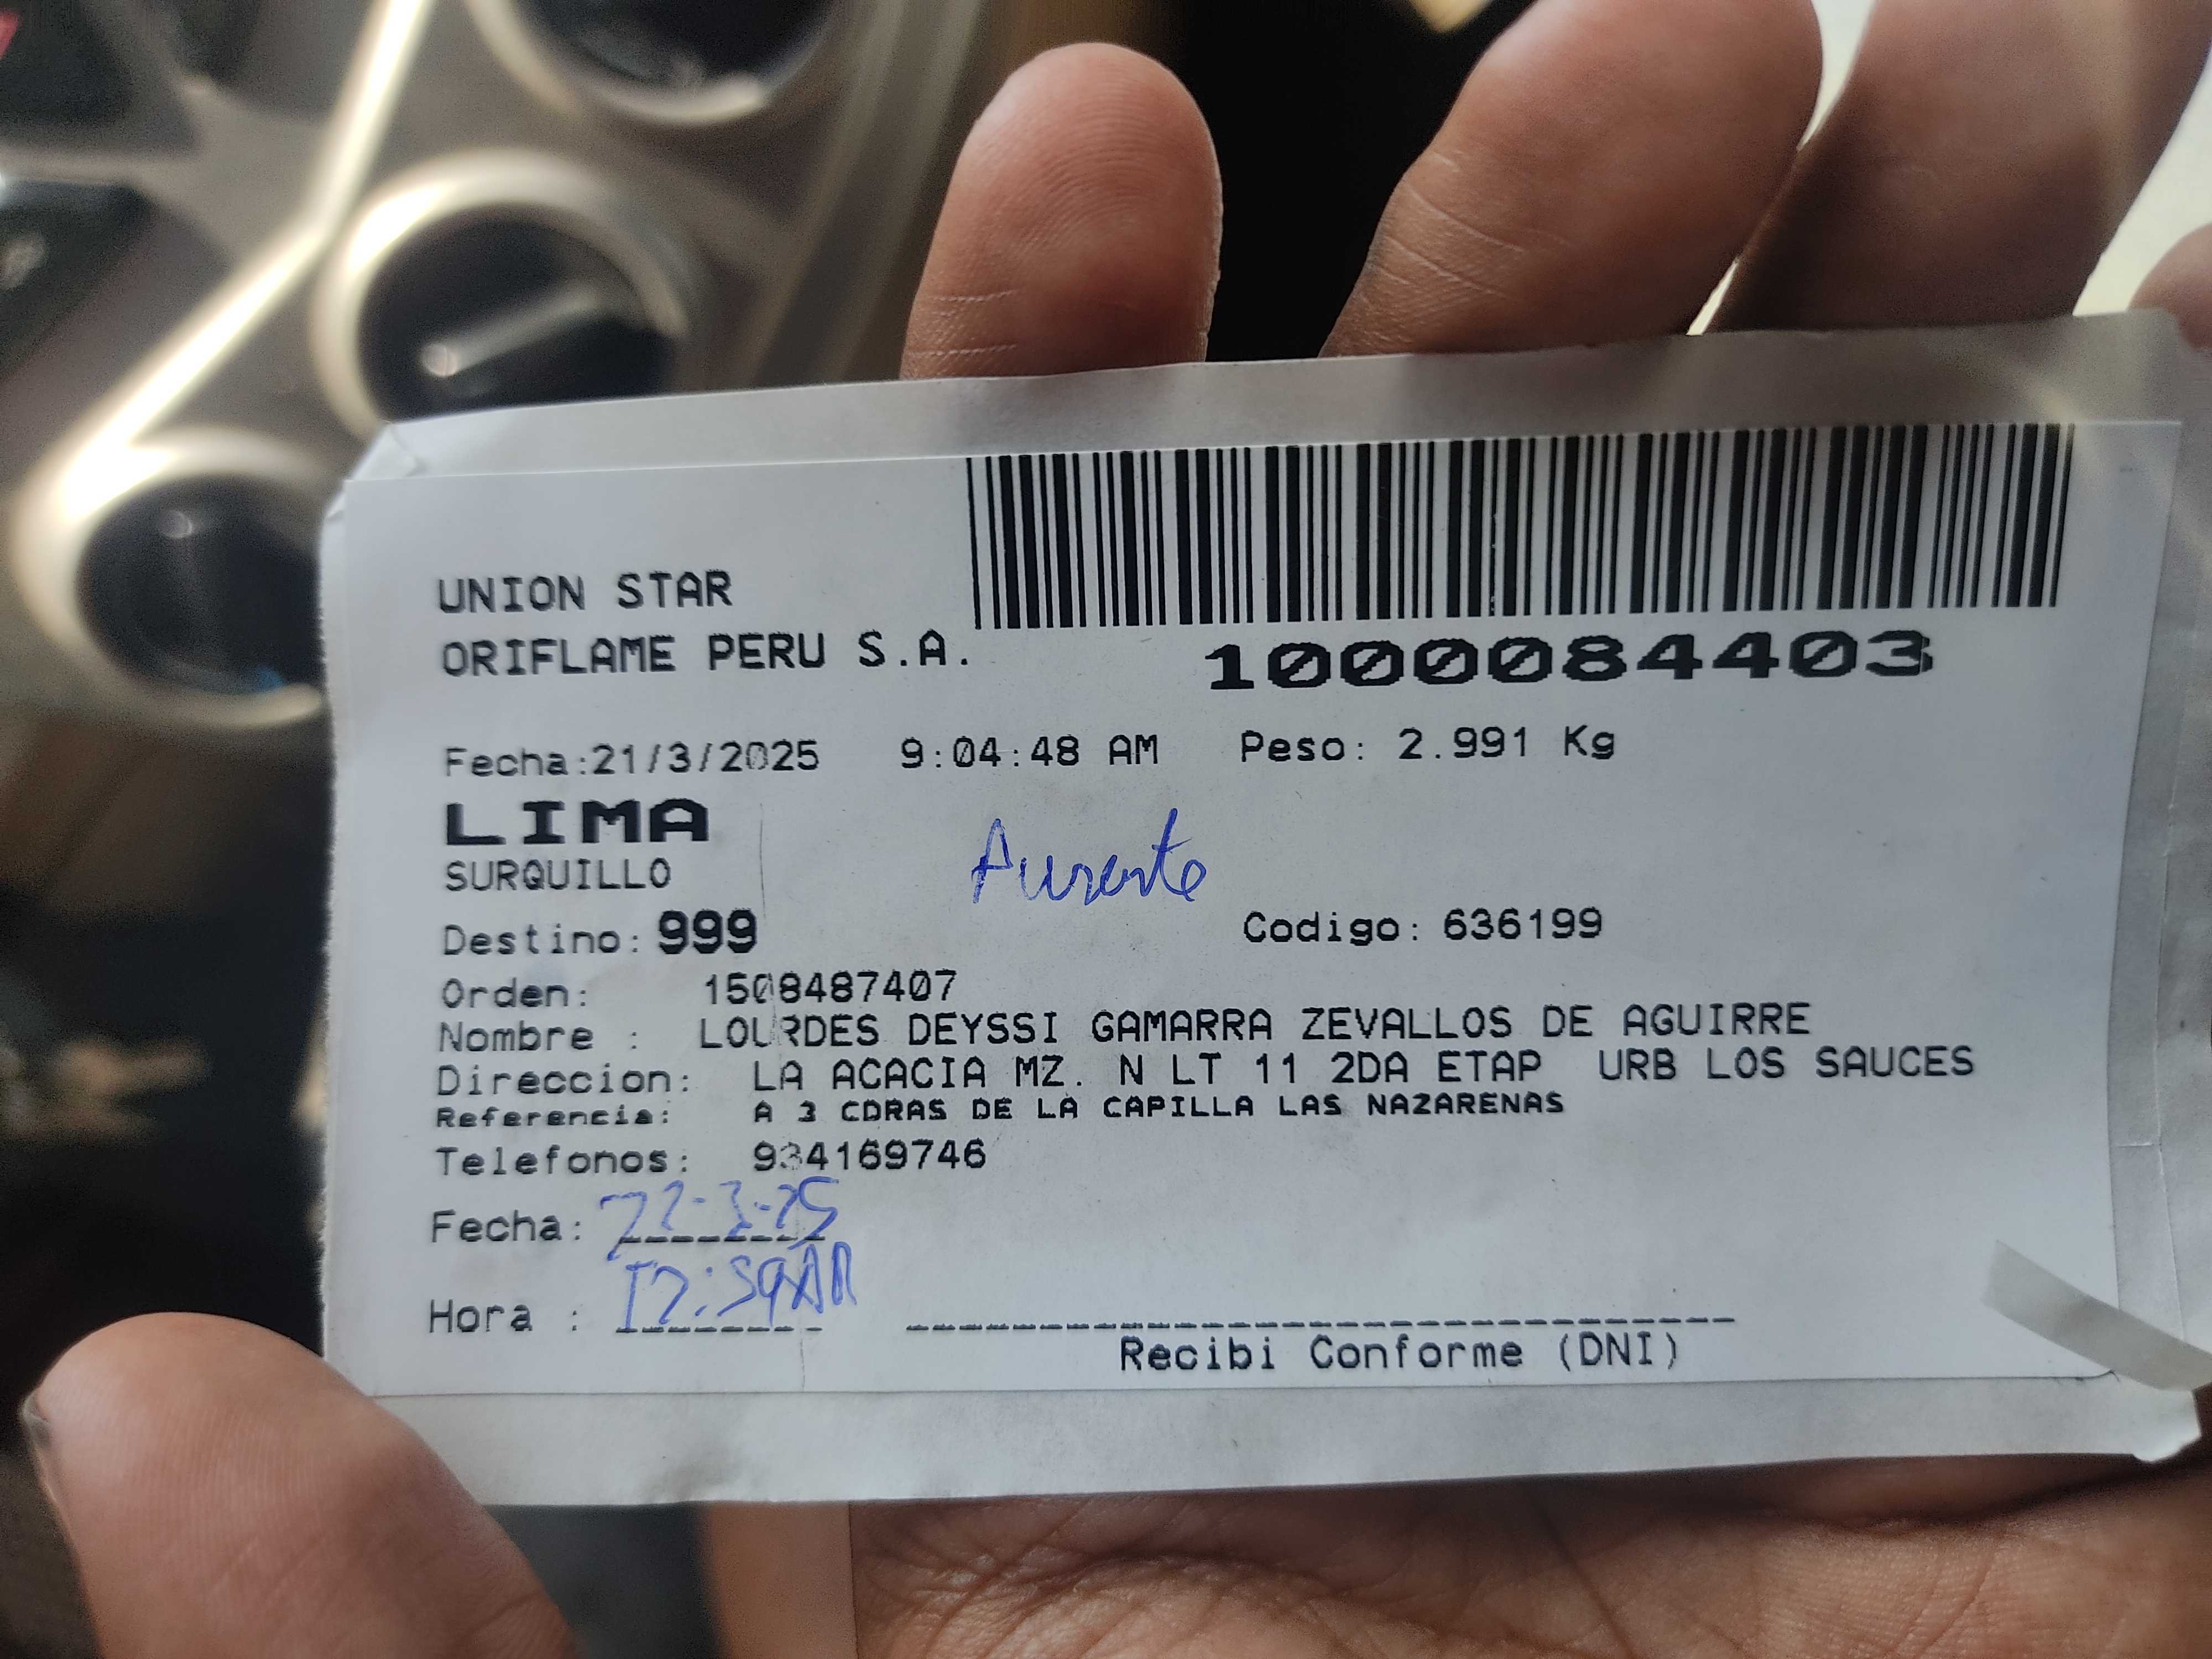 UNION STAR
ORIFLAME PERU S.A.
1000084403
Fecha:21/3/2025 9:04:48 AM Peso: 2.991 Kg
LIMA
SURQUILLO
Ausente
Destino: 999 Codigo: 636199
Orden: 1508487407
Nombre : LOURDES DEYSSI GAMARRA ZEVALLOS DE AGUIRRE
Direccion: LA ACACIA MZ. N LT 11 2DA ETAP URB LOS SAUCES
Referencia: A 3 CDRAS DE LA CAPILLA LAS NAZARENAS
Telefonos: 934169746
Fecha: 22-3-25
Hora :
Recibi Conforme (DNI)